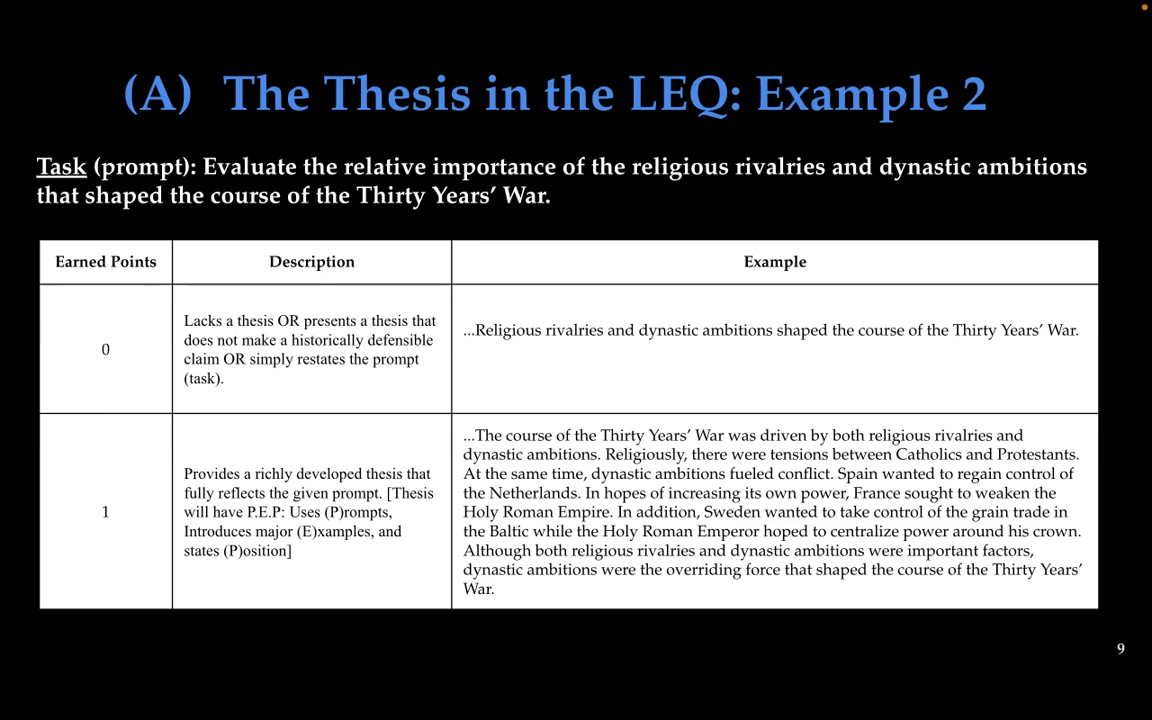 (A) The Thesis in the LEQ: Example 2
Task (prompt): Evaluate the relative importance of the religious rivalries and dynastic ambitions
that shaped the course of the Thirty Years’ War.
Earned Points
Description
Example
0
Lacks a thesis OR presents a thesis that
does not make a historically defensible
claim OR simply restates the prompt
(task).
...Religious rivalries and dynastic ambitions shaped the course of the Thirty Years’ War.
1
Provides a richly developed thesis that
fully reflects the given prompt. [Thesis
will have P.E.P: Uses (P)rompts,
Introduces major (E)xamples, and
states (P)osition]
...The course of the Thirty Years’ War was driven by both religious rivalries and
dynastic ambitions. Religiously, there were tensions between Catholics and Protestants.
At the same time, dynastic ambitions fueled conflict. Spain wanted to regain control of
the Netherlands. In hopes of increasing its own power, France sought to weaken the
Holy Roman Empire. In addition, Sweden wanted to take control of the grain trade in
the Baltic while the Holy Roman Emperor hoped to centralize power around his crown.
Although both religious rivalries and dynastic ambitions were important factors,
dynastic ambitions were the overriding force that shaped the course of the Thirty Years’
War.
9